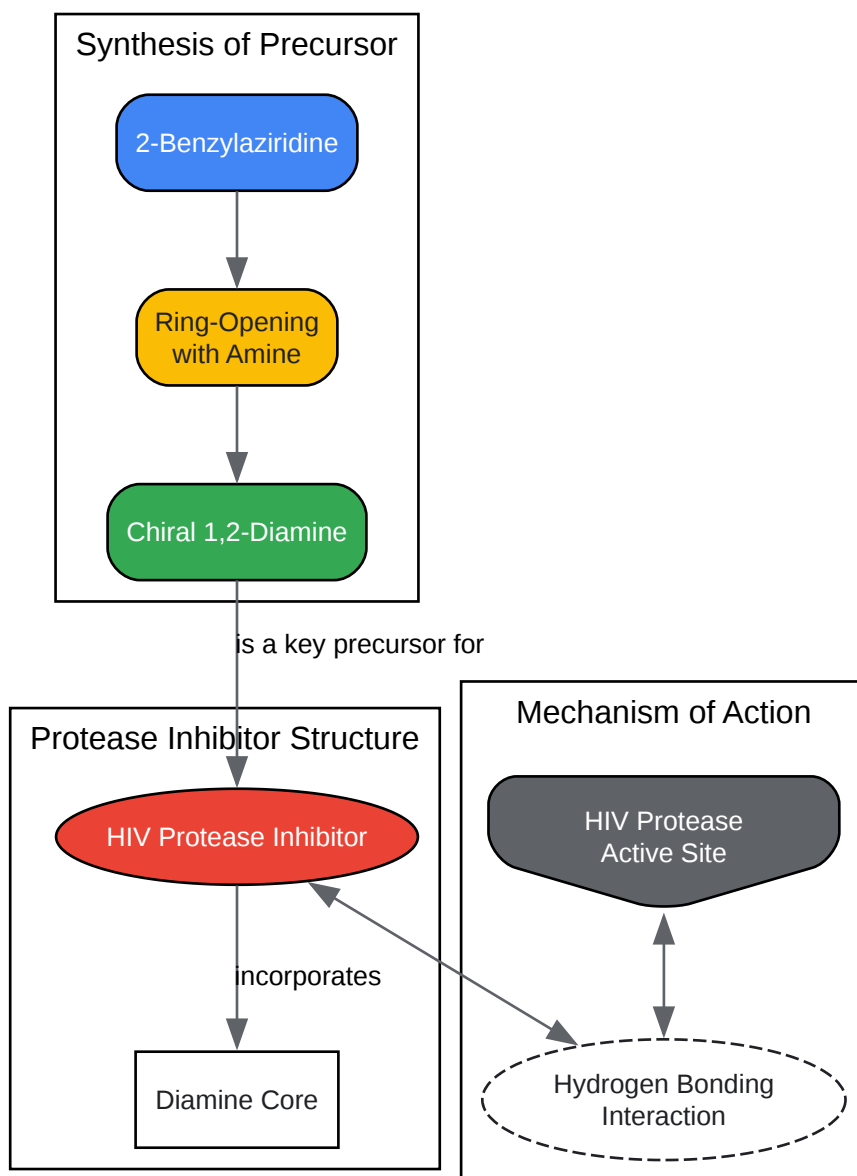 Synthesis of Precursor
2-Benzylaziridine
Ring-Opening
with Amine
Chiral 1,2-Diamine
is a key precursor for
Protease Inhibitor Structure
HIV Protease Inhibitor
incorporates
Diamine Core
Mechanism of Action
HIV Protease
Active Site
Hydrogen Bonding
Interaction